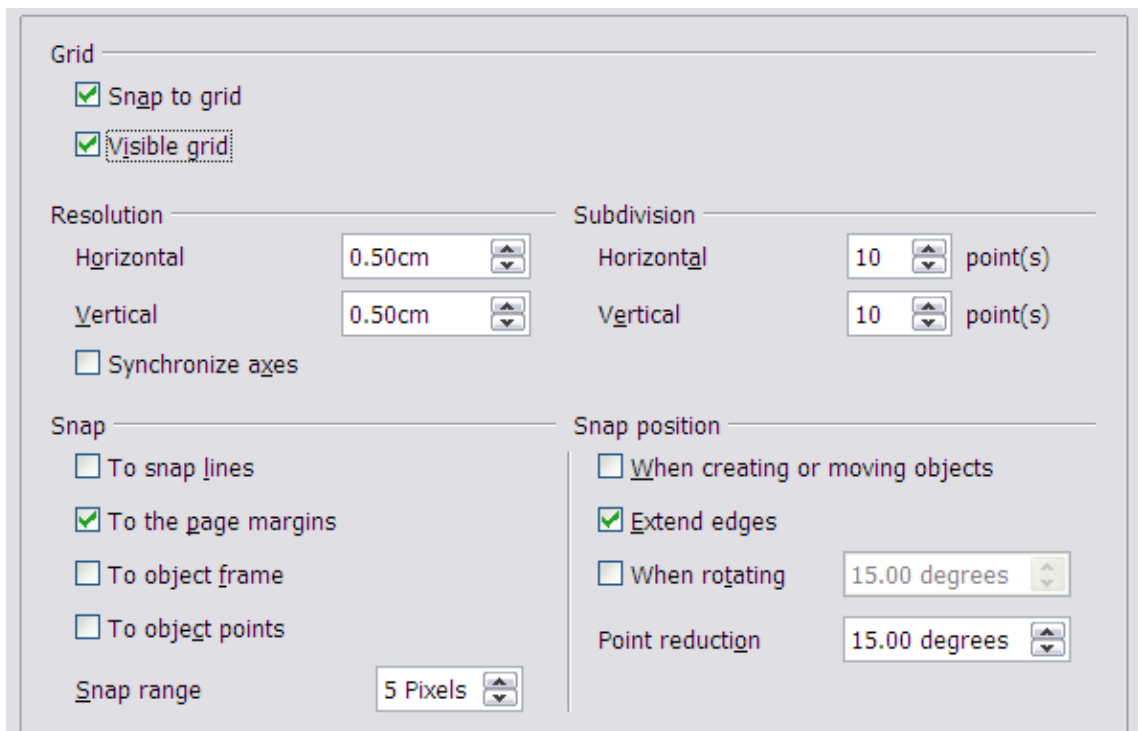 Grid
Snap to grid
Visible grid
Resolution
Horizontal 0.50cm
Vertical 0.50cm
Synchronize axes
Subdivision
Horizontal 10 point(s)
Vertical 10 point(s)
Snap
To snap lines
To the page margins
To object frame
To object points
Snap range 5 Pixels
Snap position
When creating or moving objects
Extend edges
When rotating 15.00 degrees
Point reduction 15.00 degrees